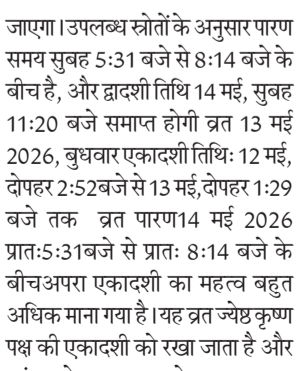 जाएगा।उपलब्ध स्त्रोतों के अनुसार पारण
समय सुबह 5:31 बजे से 8:14 बजे के
बीच है, और द्वादशी तिथि 14 मई, सुबह
11:20 बजे समाप्त होगी व्रत 13 मई
2026, बुधवार एकादशी तिथिः 12 मई,
दोपहर 2:52बजे से 13 मई,दोपहर 1:29
बजे तक व्रत पारण14 मई 2026
प्रातः5:31बजे से प्रातः 8:14 बजे के
बीचअपरा एकादशी का महत्व बहुत
अधिक माना गया है।यह व्रत ज्येष्ठ कृष्ण
पक्ष की एकादशी को रखा जाता है और